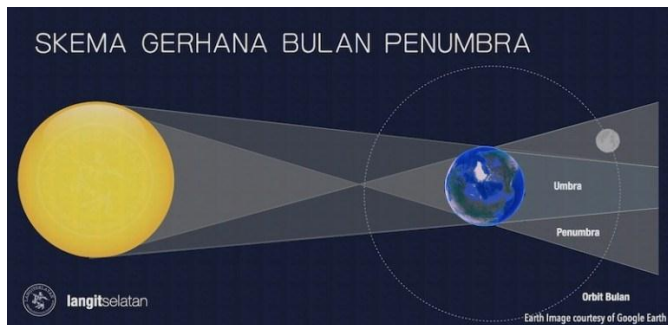 SKEMA GERHANA BULAN PENUMBRA
Umbra
Penumbra
Orbit Bulan
langitselatan
Earth Image courtesy of Google Earth